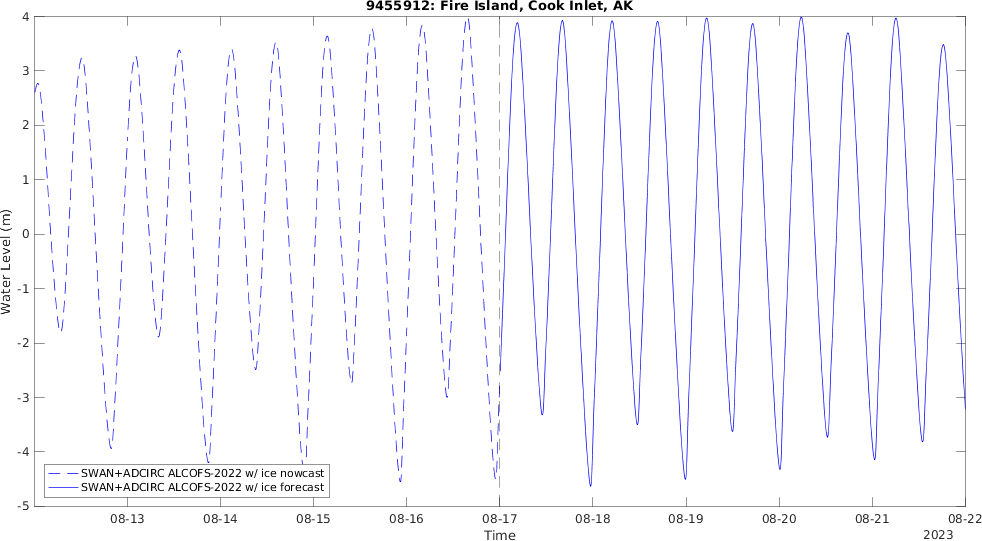 9455912: Fire Island, Cook Inlet, AK
4
3
2
1
0
-1
-2
-3
-4
-5
Water Level (m)
SWAN+ADCIRC ALCOFS-2022 w/ ice nowcast
SWAN+ADCIRC ALCOFS-2022 w/ ice forecast
08-13 08-14 08-15 08-16 08-17 08-18 08-19 08-20 08-21 08-22
Time
2023